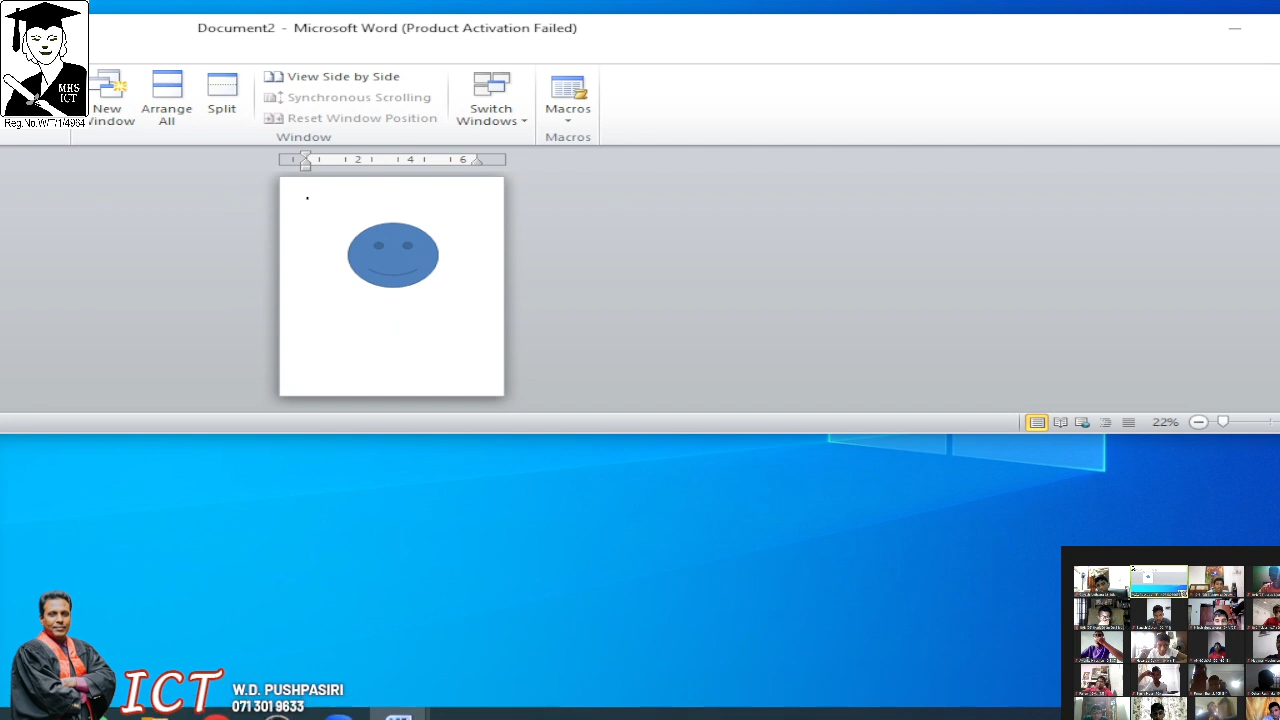 Document2 - Microsoft Word (Product Activation Failed)
MHS
ICT
Reg.No:W/
New
Window
Arrange
All
Split
View Side by Side
Synchronous Scrolling
Reset Window Position
Window
Switch
Windows
Macros
Macros
2 4 6
22%
ICT
W.D. PUSHPASIRI
071 301 9633